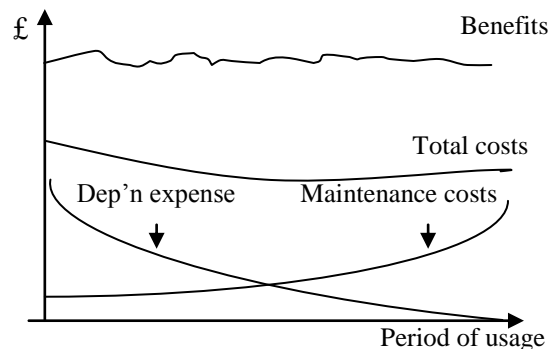 £
Benefits
Total costs
Dep'n expense
Maintenance costs
Period of usage